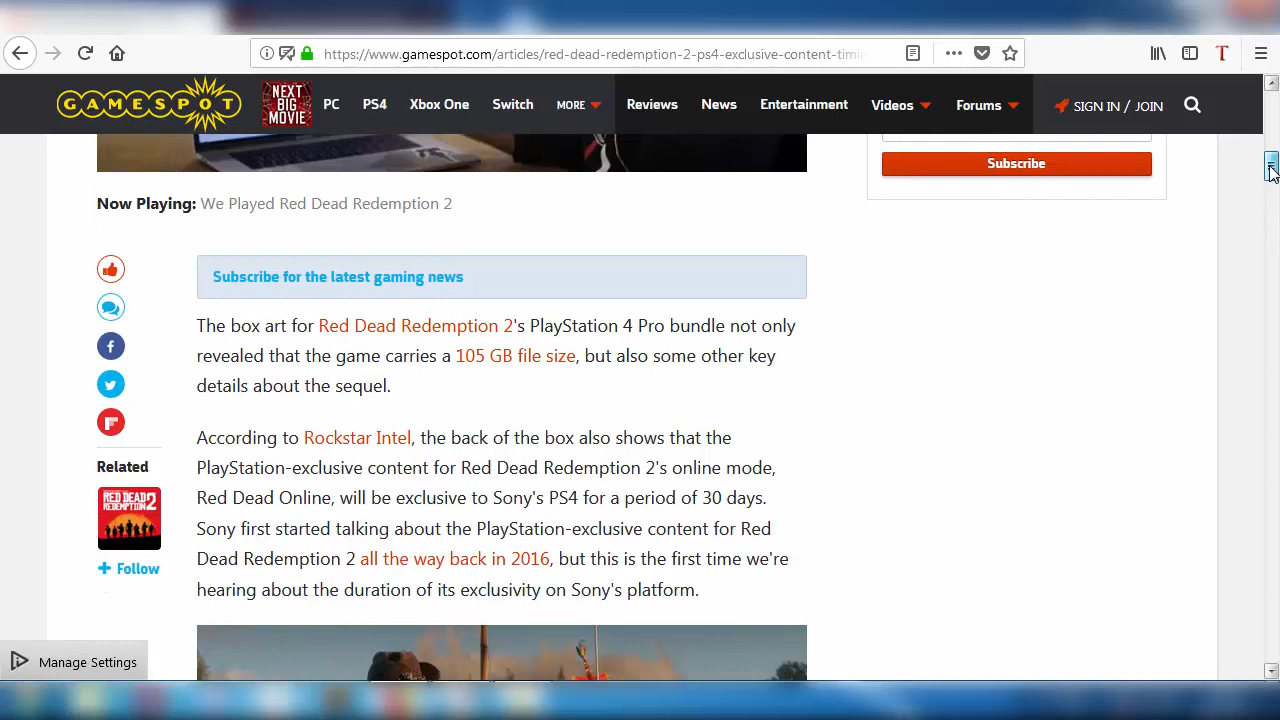 https://www.gamespot.com/articles/red-dead-redemption-2-ps4-exclusive-content-timi
GAMESPOT
NEXT BIG MOVIE
PC PS4 Xbox One Switch MORE Reviews News Entertainment Videos Forums SIGN IN / JOIN
Subscribe
Now Playing: We Played Red Dead Redemption 2
Subscribe for the latest gaming news
The box art for Red Dead Redemption 2's PlayStation 4 Pro bundle not only
revealed that the game carries a 105 GB file size, but also some other key
details about the sequel.
According to Rockstar Intel, the back of the box also shows that the
PlayStation-exclusive content for Red Dead Redemption 2's online mode,
Red Dead Online, will be exclusive to Sony's PS4 for a period of 30 days.
Sony first started talking about the PlayStation-exclusive content for Red
Dead Redemption 2 all the way back in 2016, but this is the first time we're
hearing about the duration of its exclusivity on Sony's platform.
Related
RED DEAD
REDEMPTION 2
+ Follow
Manage Settings